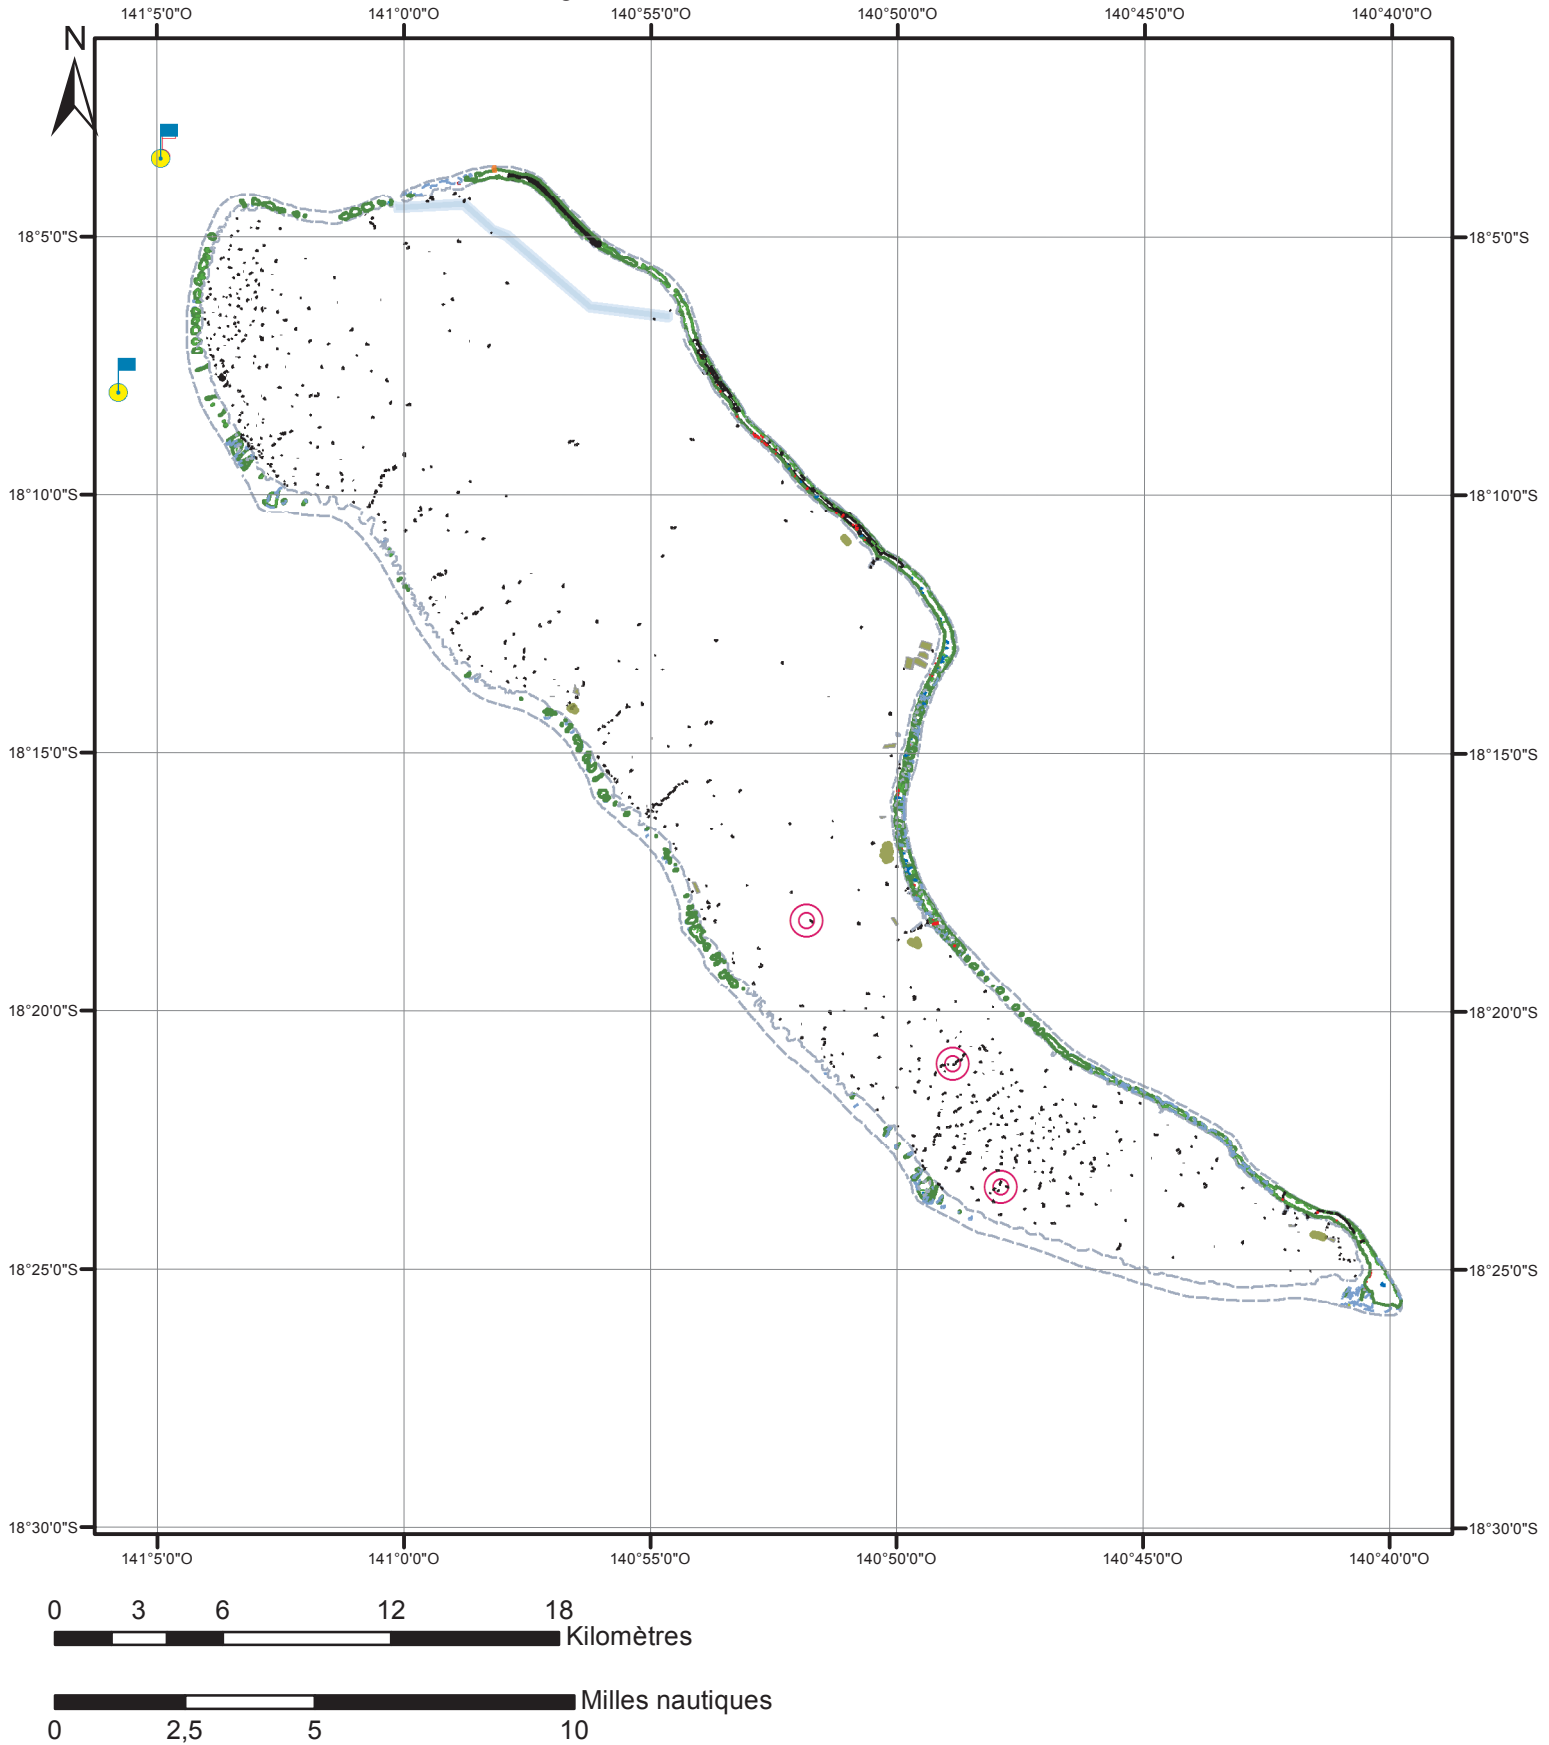 141°5'0"O 141°0'0"O 140°55'0"O 140°50'0"O 140°45'0"O 140°40'0"O
N
18°5'0"S 18°5'0"S
18°10'0"S 18°10'0"S
18°15'0"S 18°15'0"S
18°20'0"S 18°20'0"S
18°25'0"S 18°25'0"S
18°30'0"S 18°30'0"S
141°5'0"O 141°0'0"O 140°55'0"O 140°50'0"O 140°45'0"O 140°40'0"O
0 3 6 12 18
Kilomètres
Milles nautiques
0 2,5 5 10